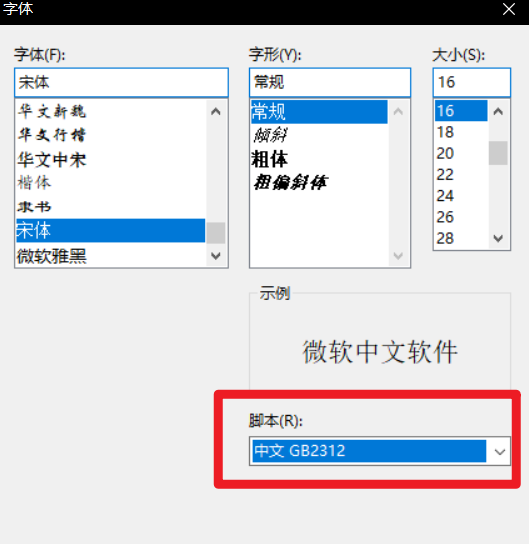 字体
字体(F):
字形(Y):
大小(S):
宋体
常规
16
华文新魏
华文行楷
华文中宋
楷体
隶书
宋体
微软雅黑
常规
倾斜
粗体
粗偏斜体
16
18
20
22
24
26
28
示例
微软中文软件
脚本(R):
中文 GB2312